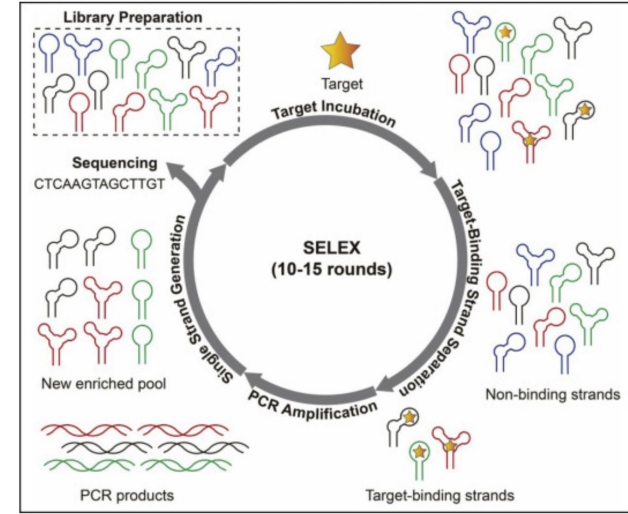 Library Preparation
Target
Target Incubation
Sequencing
CTCAAGTAGCTTGT
Target-Binding Strand Separation
SELEX
(10-15 rounds)
Single Strand Generation
New enriched pool
Non-binding strands
PCR Amplification
PCR products
Target-binding strands